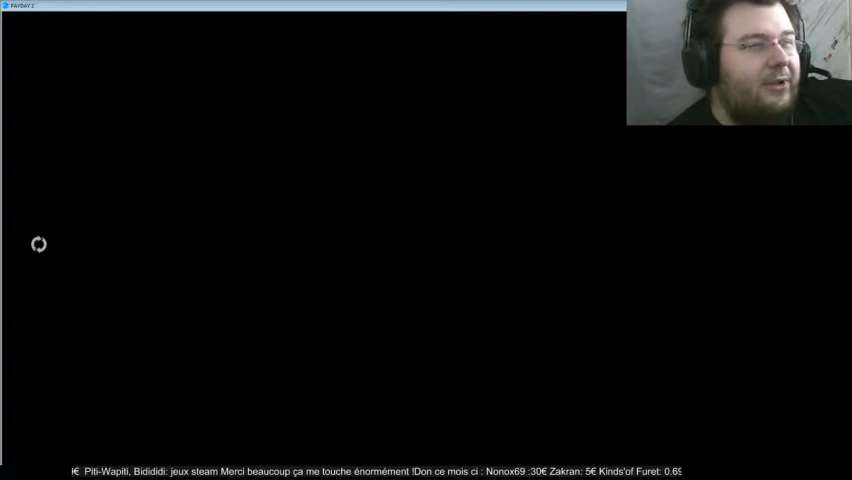 PAYDAY 2
€ Piti-Wapiti, Bidididi: jeux steam Merci beaucoup ça me touche énormément !Don ce mois ci : Nonox69 :30€ Zakran: 5€ Kinds'of Furet: 0.69